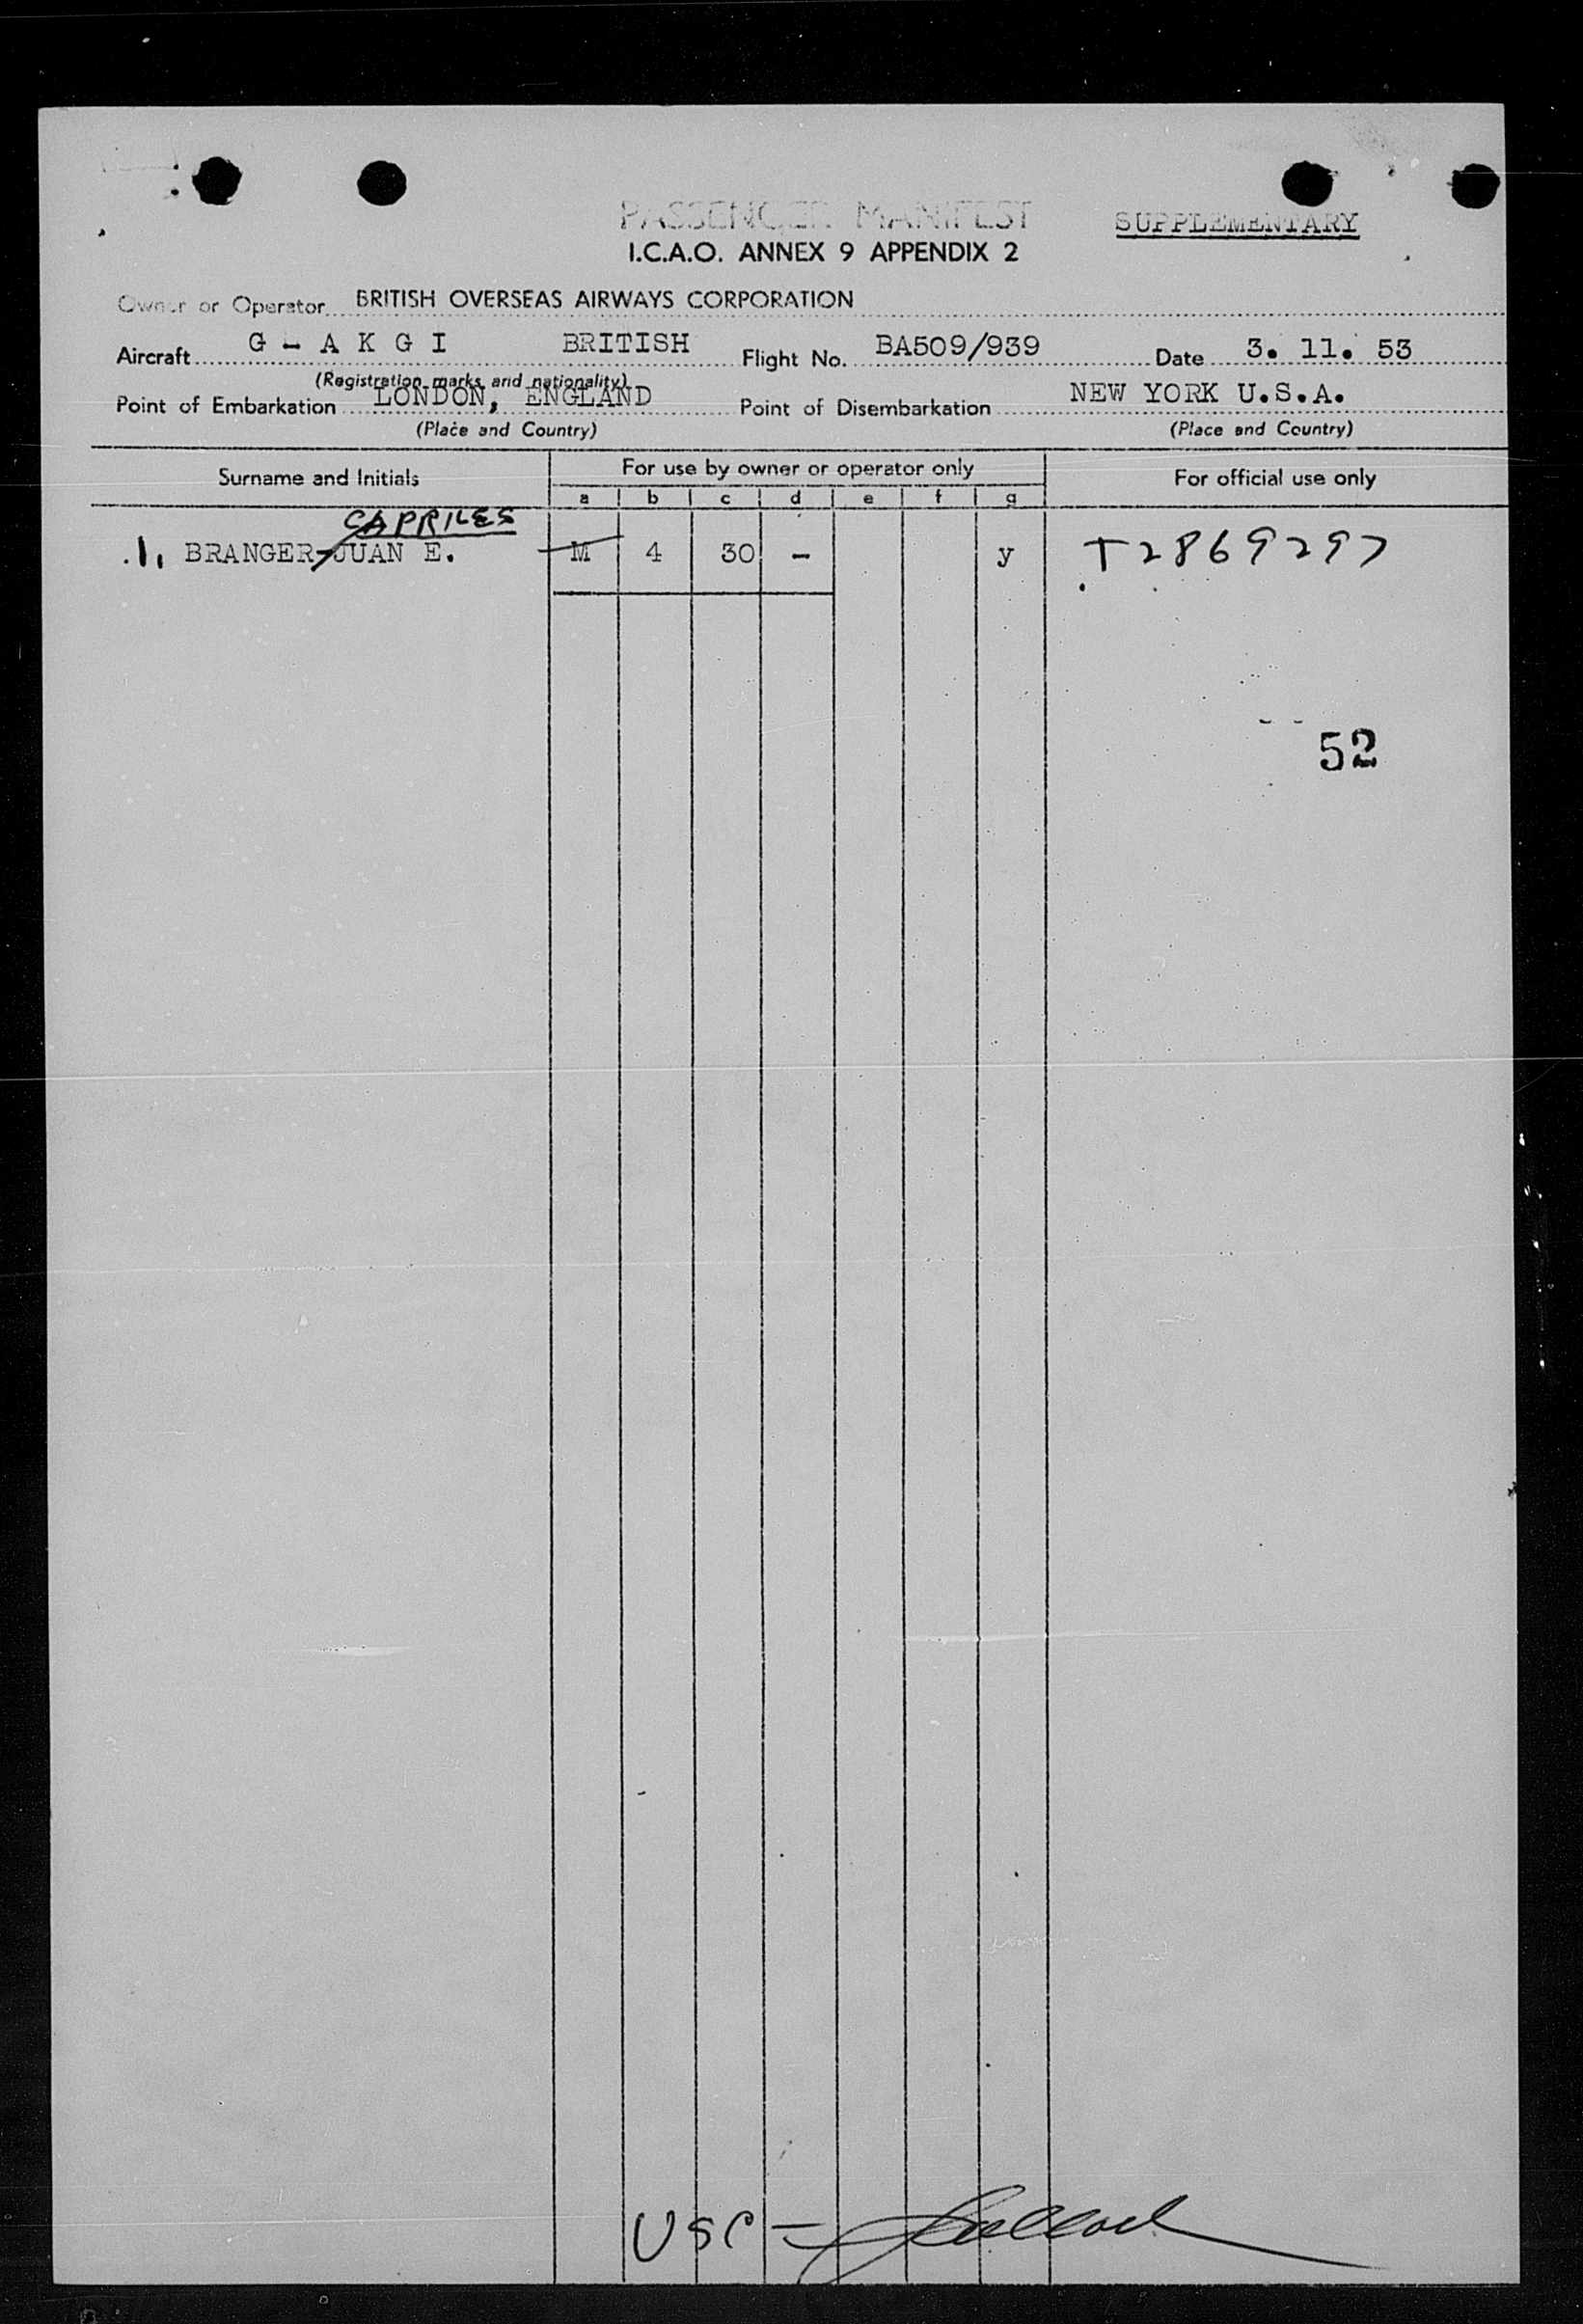 PASSENGER MANIFEST
SUPPLEMENTARY
I.C.A.O. ANNEX 9 APPENDIX 2
Owner or Operator BRITISH OVERSEAS AIRWAYS CORPORATION
Aircraft G - A K G I BRITISH Flight No. BA509/939 Date 3. 11. 53
(Registration marks and nationality)
Point of Embarkation LONDON, ENGLAND Point of Disembarkation NEW YORK U.S.A.
(Place and Country) (Place and Country)
Surname and Initials For use by owner or operator only For official use only
a b c d e f g
CAPRILES
1, BRANGER-JUAN E. M 4 30 - y T2869297
52
USC -